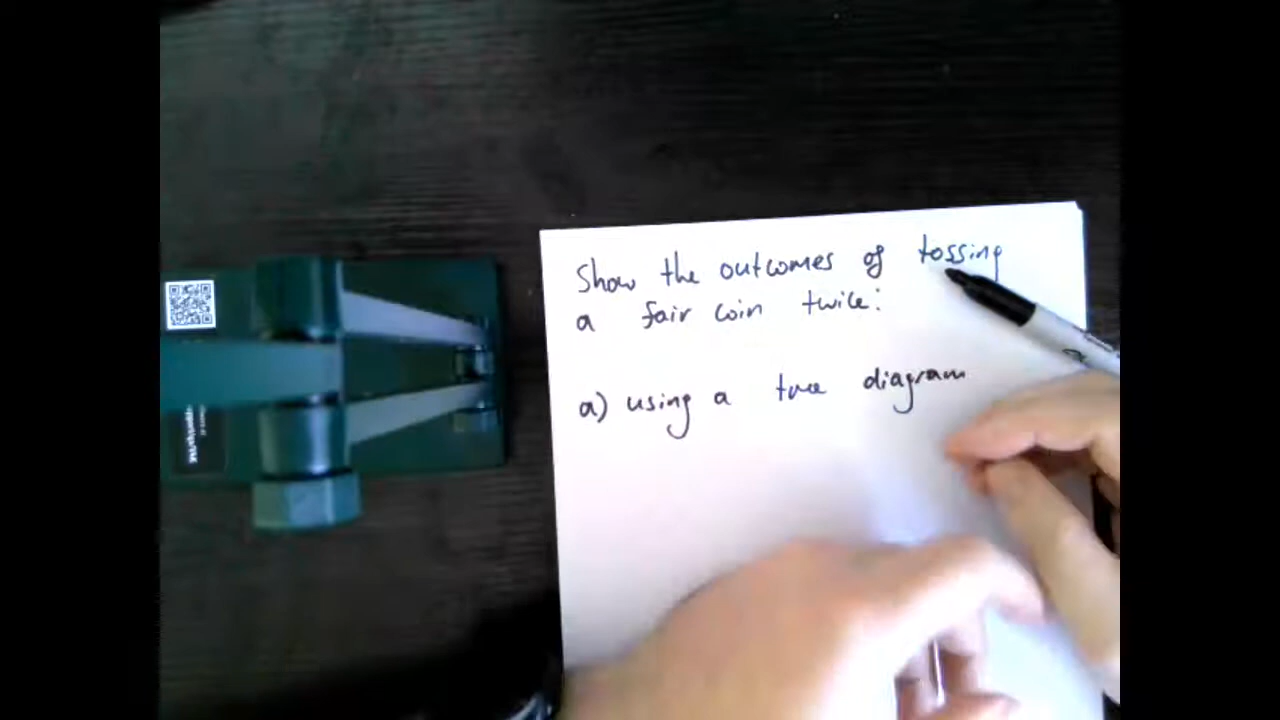 Show the outcomes of tossing
a fair coin twice:
a) using a tree diagram